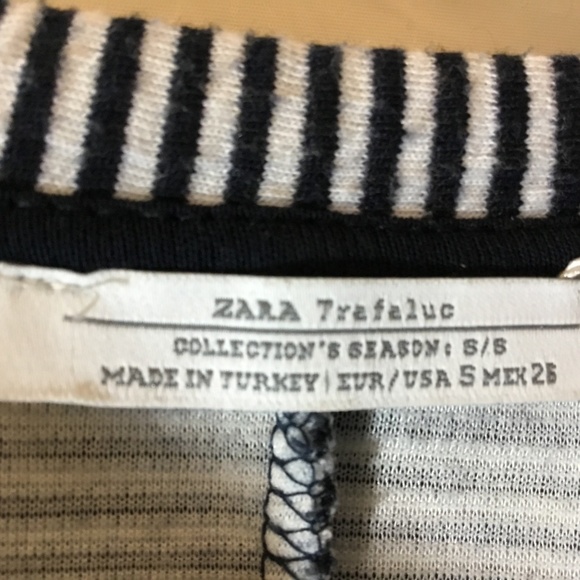 ZARA Trafaluc
COLLECTION'S SEASON: S/S
MADE IN TURKEY | EUR/USA S MEX 26